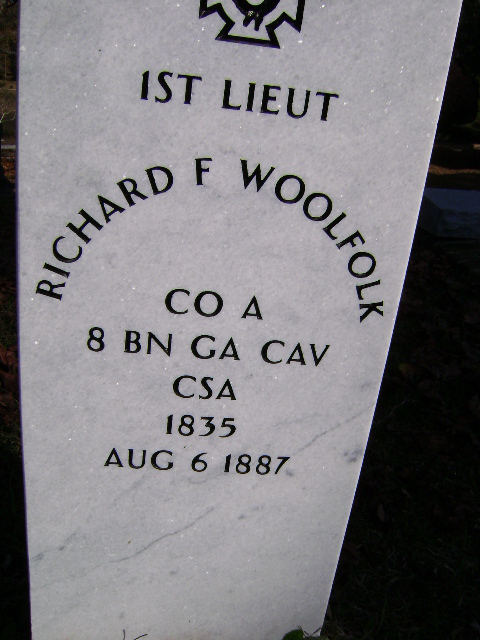 1ST LIEUT
RICHARD F WOOLFOLK
CO A
8 BN GA CAV
CSA
1835
AUG 6 1887